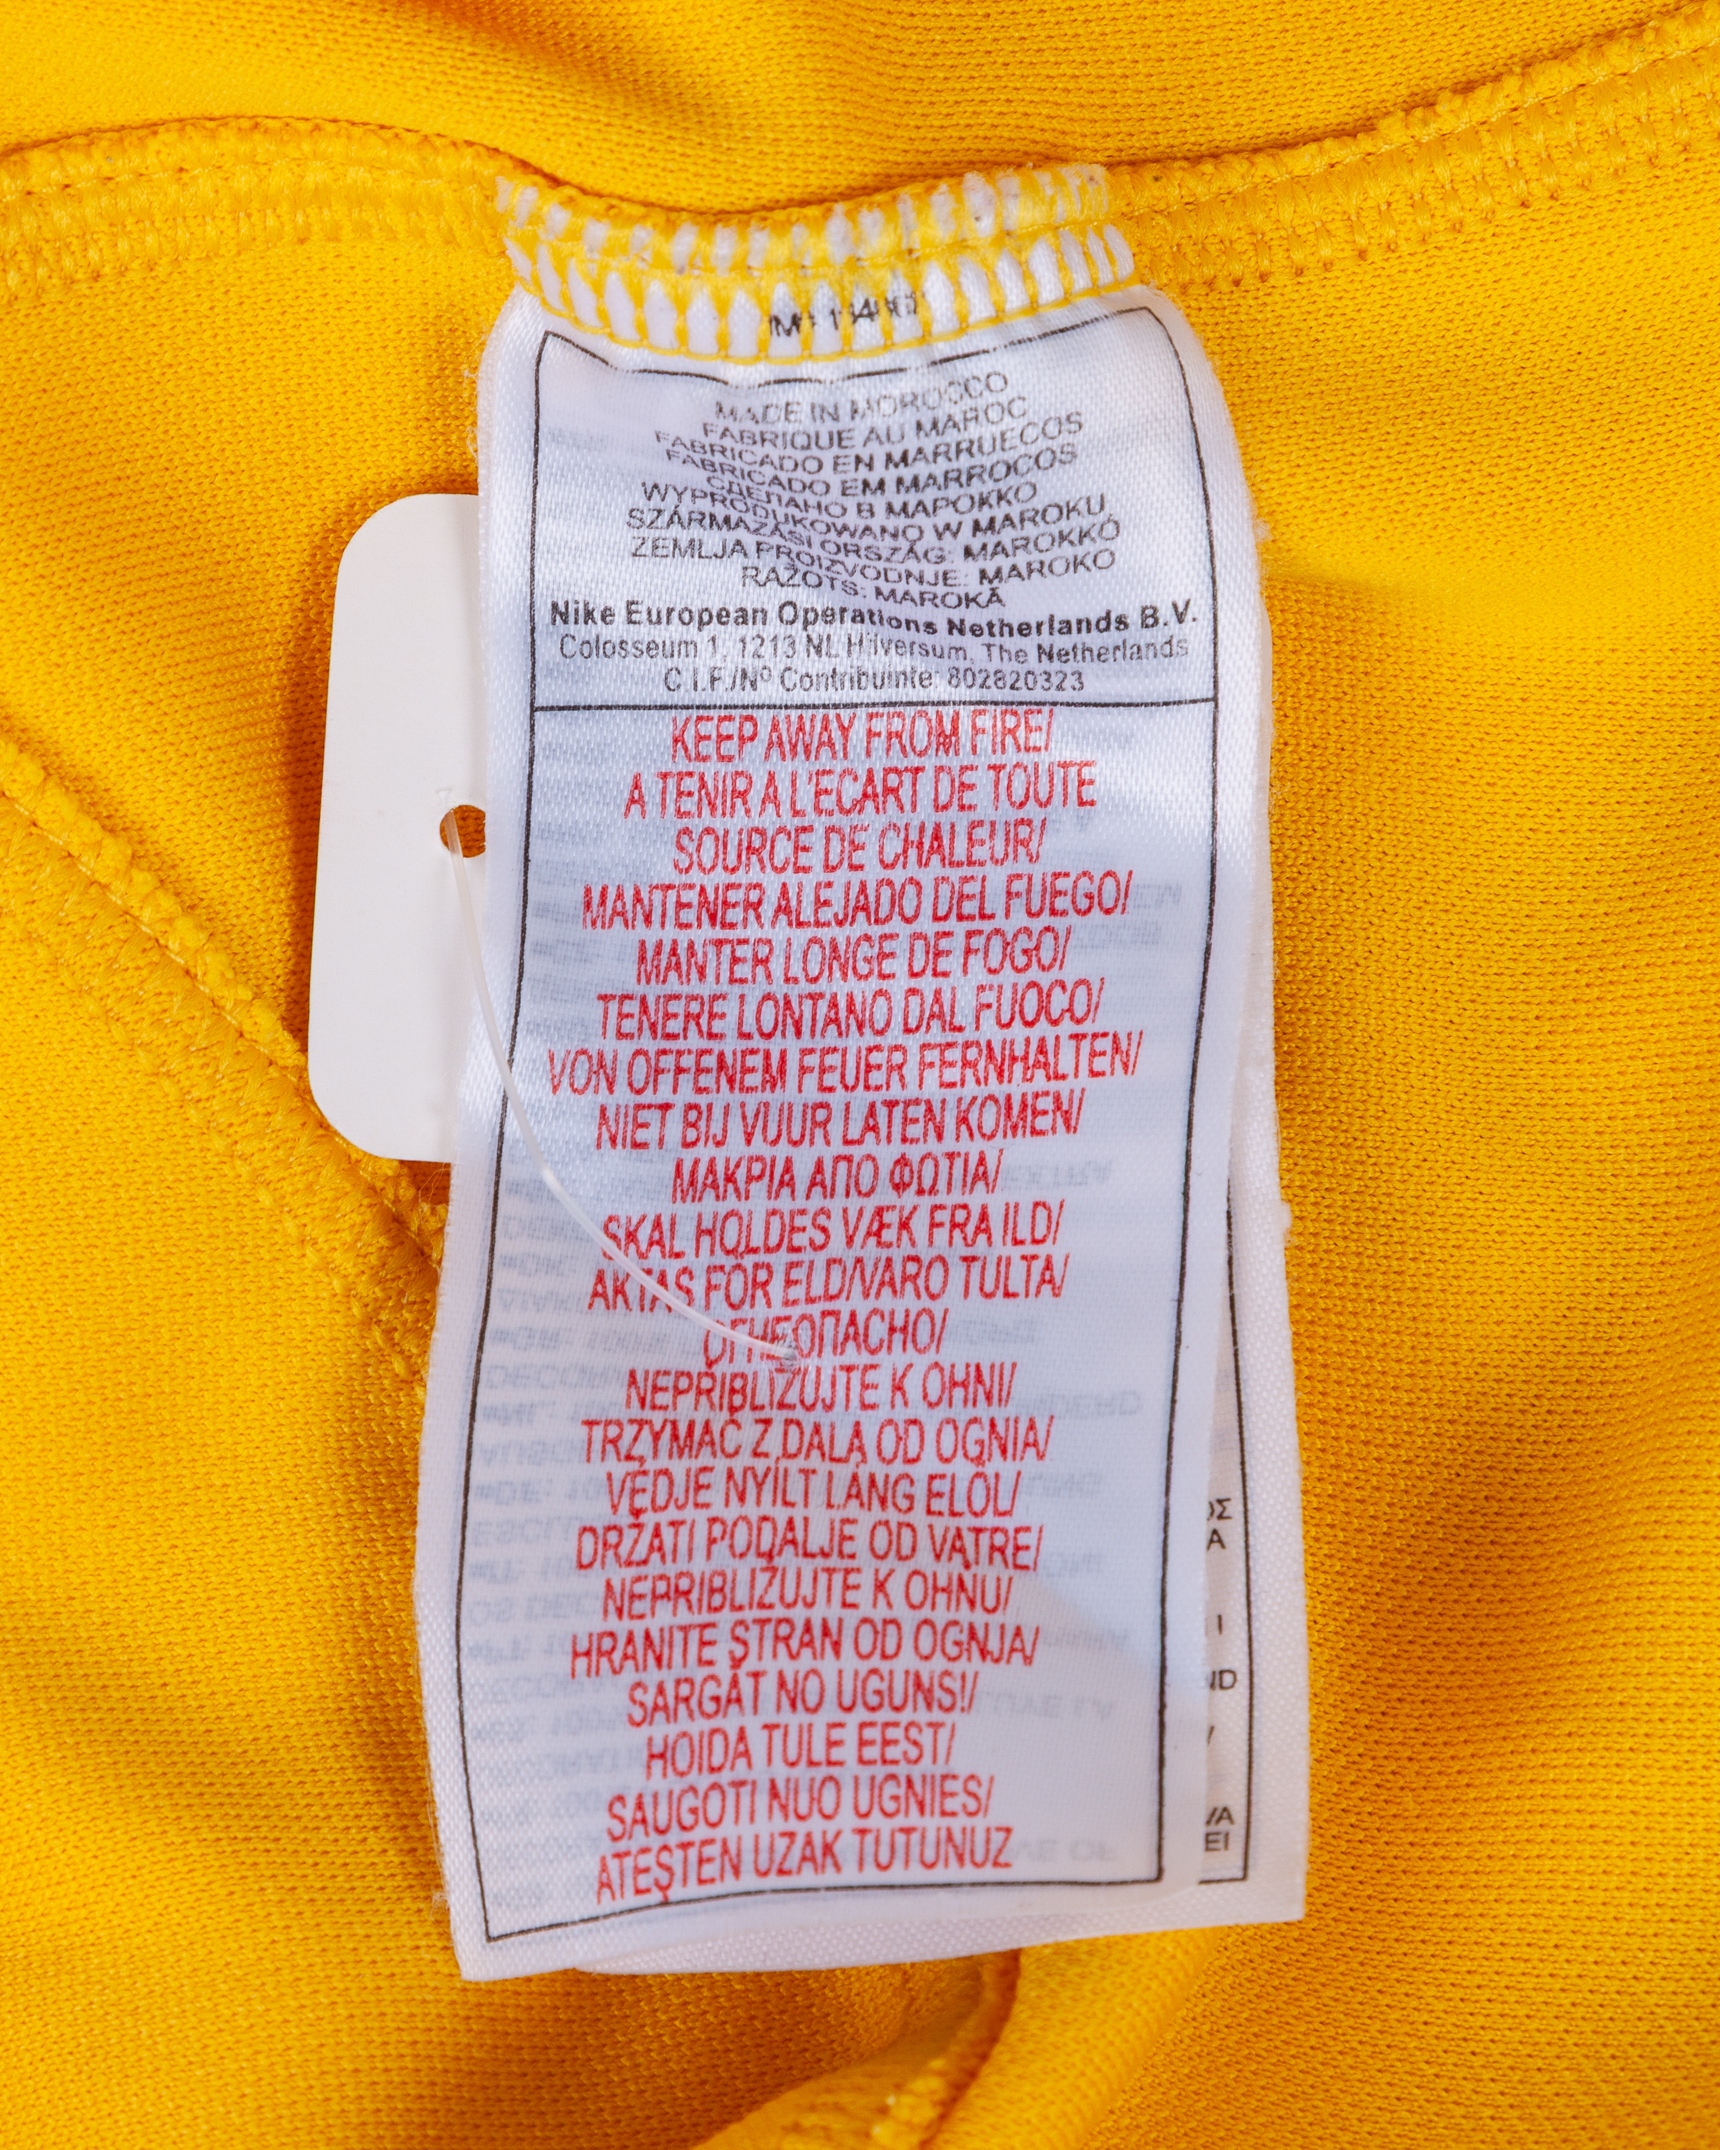 MADE IN MOROCCO
FABRIQUE AU MAROC
FABRICADO EN MARRUECOS
FABRICADO EM MARROCOS
СДЕЛАНО В МАРОККО
WYPRODUKOWANO W MAROKU
SZÁRMAZÁSI ORSZÁG: MAROKKÓ
ZEMLJA PROIZVODNJE: MAROKO
RAŽOTS: MAROKĀ
Nike European Operations Netherlands B.V.
Colosseum 1, 1213 NL Hilversum, The Netherlands
C.I.F./Nº Contribuinte: 802820323
KEEP AWAY FROM FIRE/
A TENIR A L'ECART DE TOUTE
SOURCE DE CHALEUR/
MANTENER ALEJADO DEL FUEGO/
MANTER LONGE DE FOGO/
TENERE LONTANO DAL FUOCO/
VON OFFENEM FEUER FERNHALTEN/
NIET BIJ VUUR LATEN KOMEN/
ΜΑΚΡΙΑ ΑΠΟ ΦΩΤΙΑ/
SKAL HOLDES VÆK FRA ILD/
AKTAS FÖR ELD/VARO TULTA/
ОГНЕОПАСНО/
NEPŘIBLIŽUJTE K OHNI/
TRZYMAĆ Z DALA OD OGNIA/
VÉDJE NYÍLT LÁNG ELŐL/
DRŽATI PODALJE OD VATRE/
NEPRIBLIŽUJTE K OHŇU/
HRANITE STRAN OD OGNJA/
SARGĀT NO UGUNS!/
HOIDA TULE EEST/
SAUGOTI NUO UGNIES/
ATEŞTEN UZAK TUTUNUZ